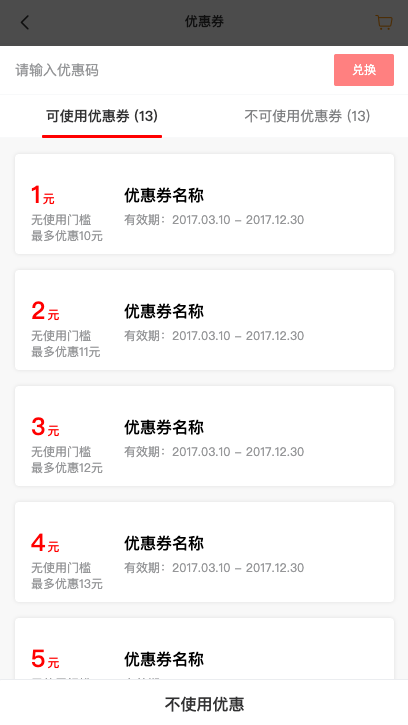 优惠券
请输入优惠码
兑换
可使用优惠券 (13)
不可使用优惠券 (13)
1元
优惠券名称
无使用门槛
有效期：2017.03.10 - 2017.12.30
最多优惠10元
2元
优惠券名称
无使用门槛
有效期：2017.03.10 - 2017.12.30
最多优惠11元
3元
优惠券名称
无使用门槛
有效期：2017.03.10 - 2017.12.30
最多优惠12元
4元
优惠券名称
无使用门槛
有效期：2017.03.10 - 2017.12.30
最多优惠13元
5元
优惠券名称
不使用优惠